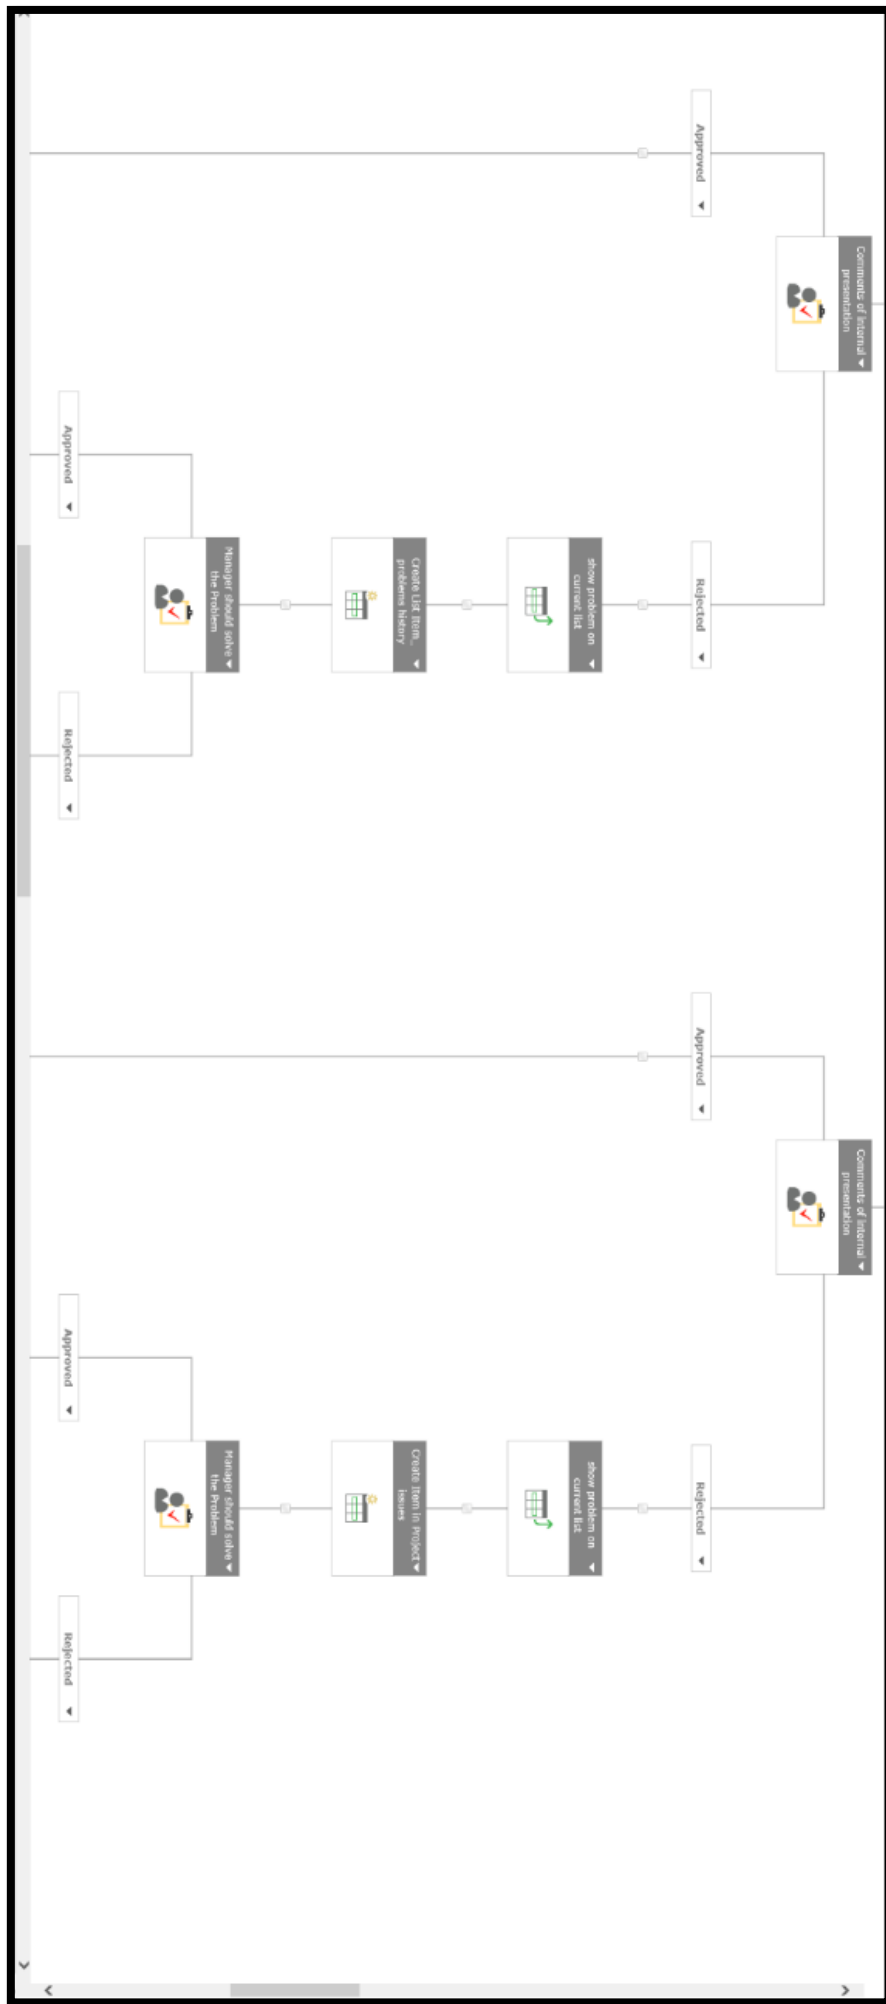 Comments of internal
presentation
Approved
Rejected
show problem on
current list
Create List Item_
problems history
Manager should solve
the Problem
Approved
Rejected
Comments of internal
presentation
Approved
Rejected
show problem on
current list
Create Item in Project
issues
Manager should solve
the Problem
Approved
Rejected